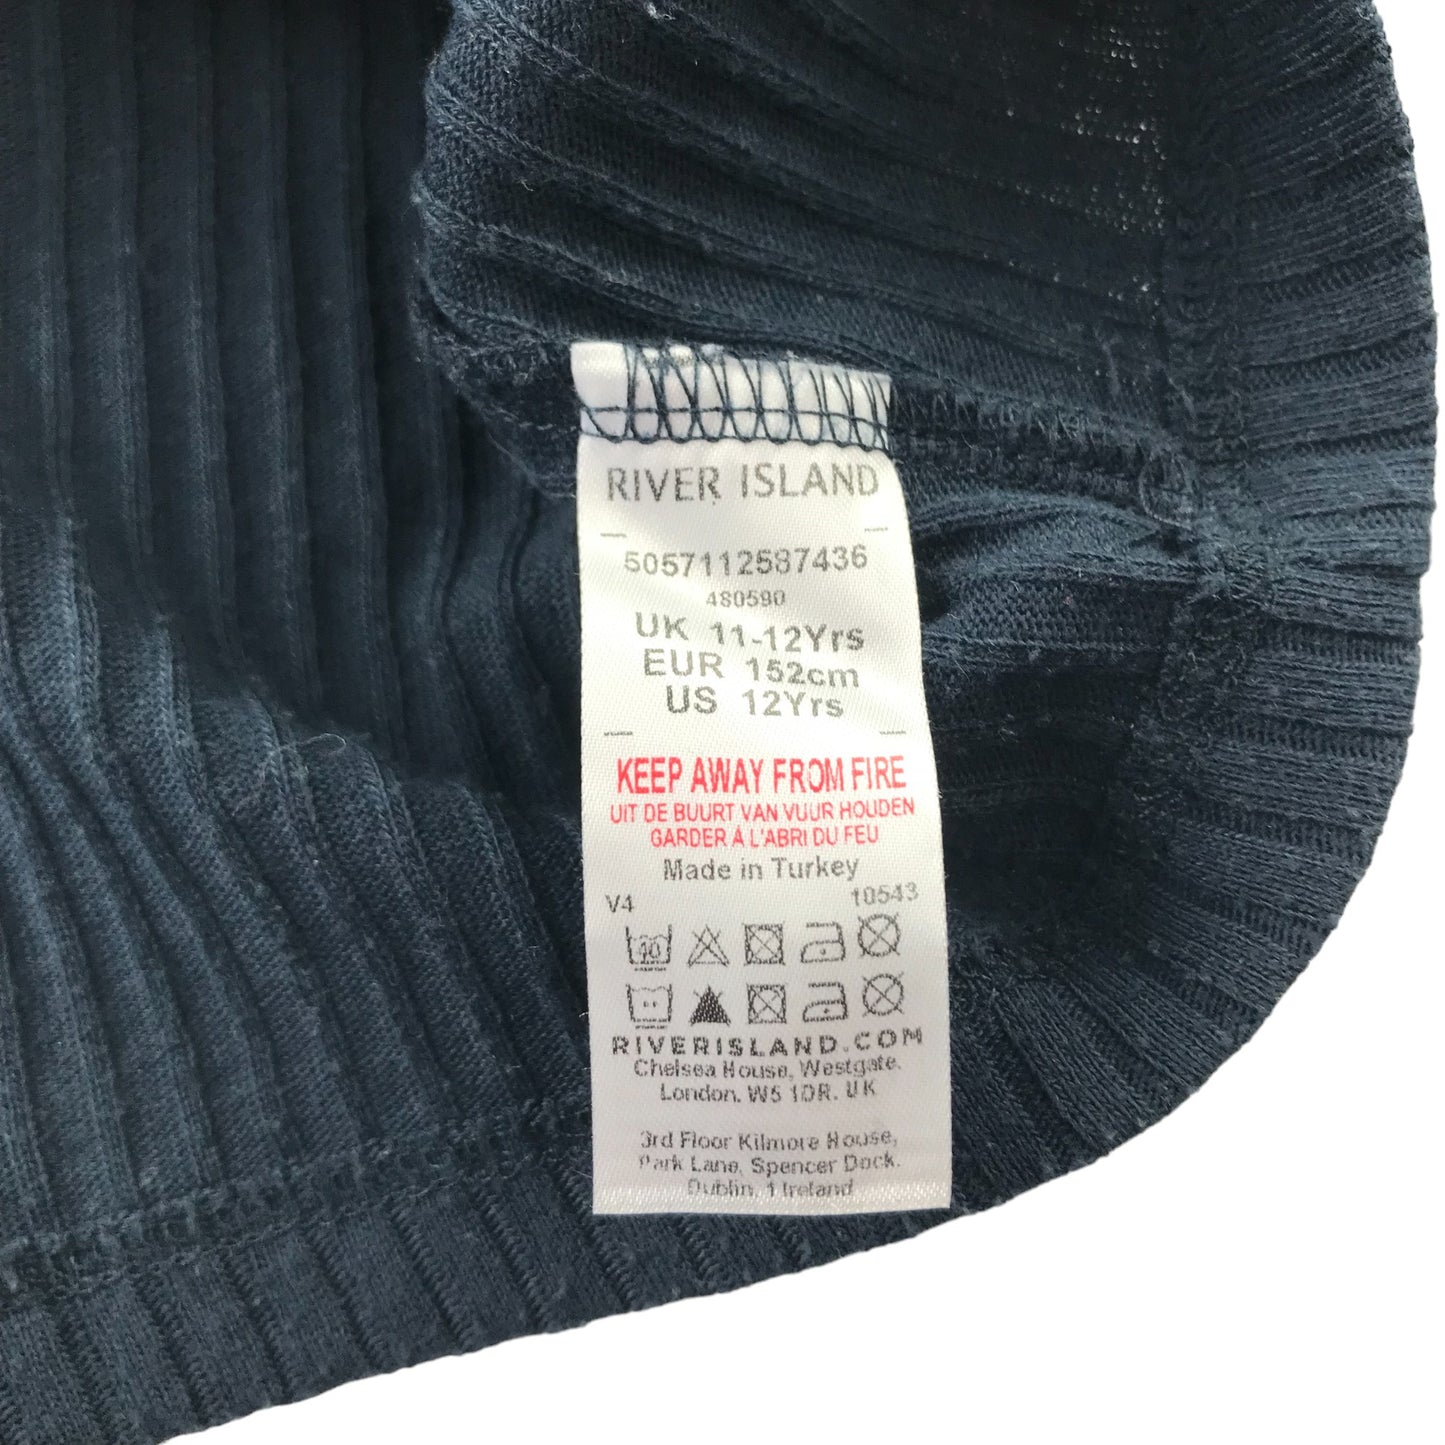 RIVER ISLAND
5057112587436
480590
UK 11-12Yrs
EUR 152cm
US 12Yrs
KEEP AWAY FROM FIRE
UIT DE BUURT VAN VUUR HOUDEN
GARDER À L'ABRI DU FEU
Made in Turkey
V4 10543
40
RIVERISLAND.COM
Chelsea House, Westgate.
London. W5 1DR. UK
3rd Floor Kilmore House,
Park Lane, Spencer Dock.
Dublin, 1 Ireland